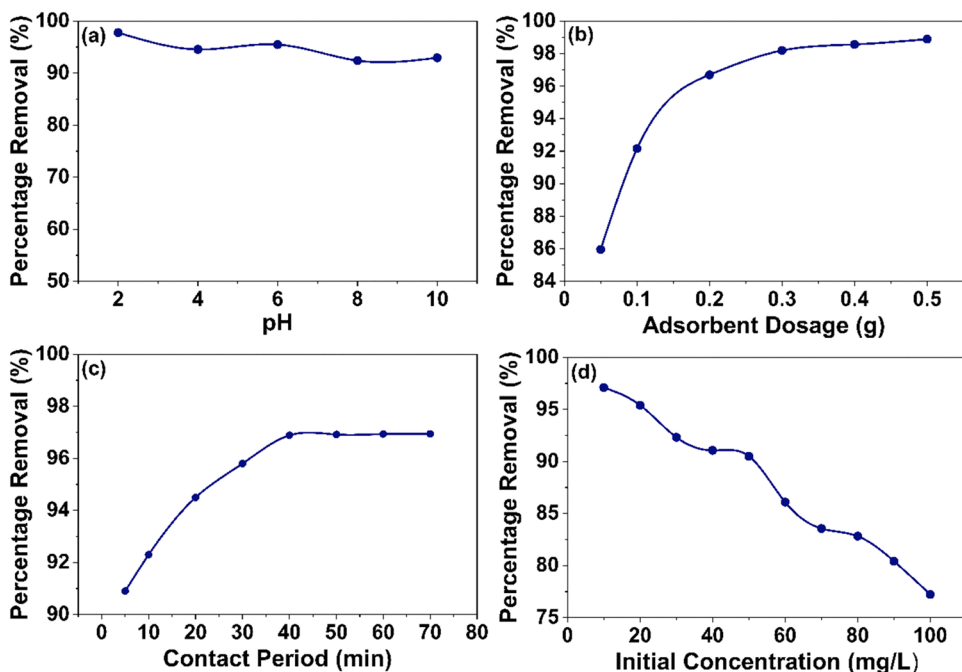 Percentage Removal (%)
100
90
80
70
60
50
(a)
2 4 6 8 10
pH
Percentage Removal (%)
98
96
94
92
90
88
86
84
(b)
0 0.1 0.2 0.3 0.4 0.5
Adsorbent Dosage (g)
Percentage Removal (%)
100
98
96
94
92
90
(c)
0 10 20 30 40 50 60 70 80
Contact Period (min)
Percentage Removal (%)
100
95
90
85
80
75
(d)
0 20 40 60 80 100
Initial Concentration (mg/L)